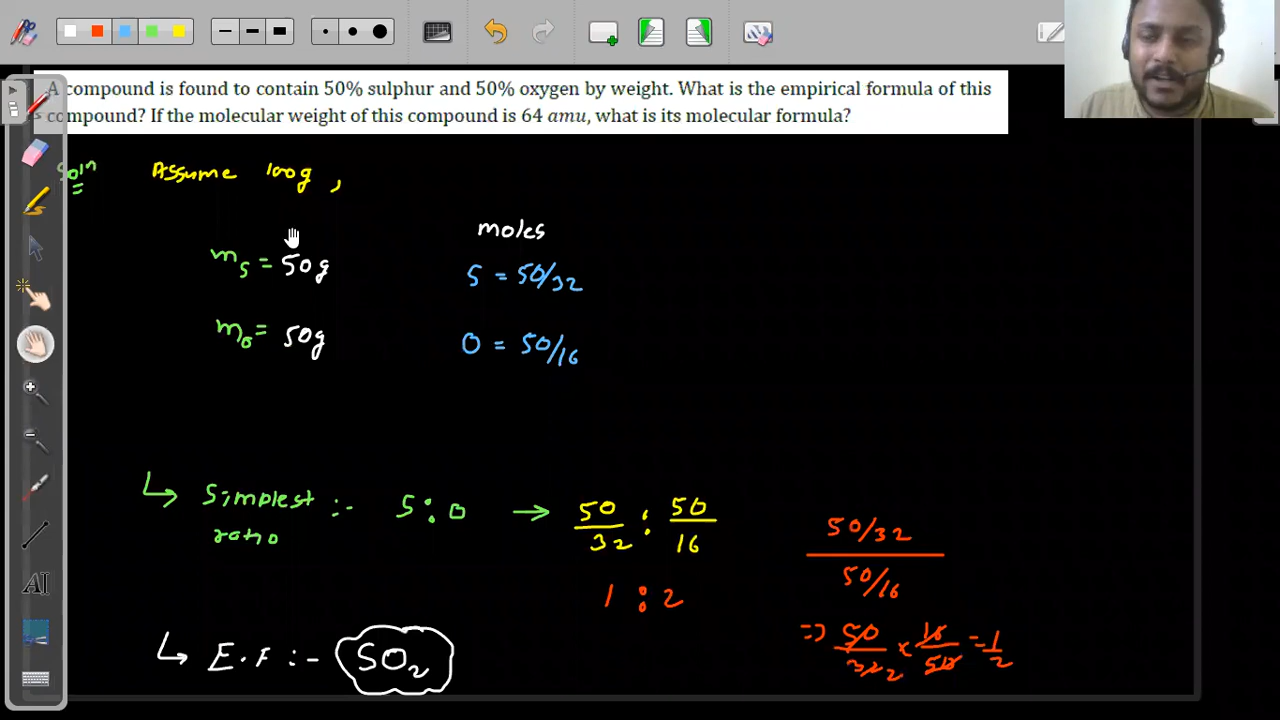 A compound is found to contain 50% sulphur and 50% oxygen by weight. What is the empirical formula of this
compound? If the molecular weight of this compound is 64 amu, what is its molecular formula?
Soln
Assume 100g ,
moles
mS = 50g
S = 50/32
mO = 50g
O = 50/16
↳ Simplest ratio :- S : O → 50/32 : 50/16
1 : 2
50/32
50/16
=> 50/32 2 × 16/50 = 1/2
↳ E.F :- SO2
AI